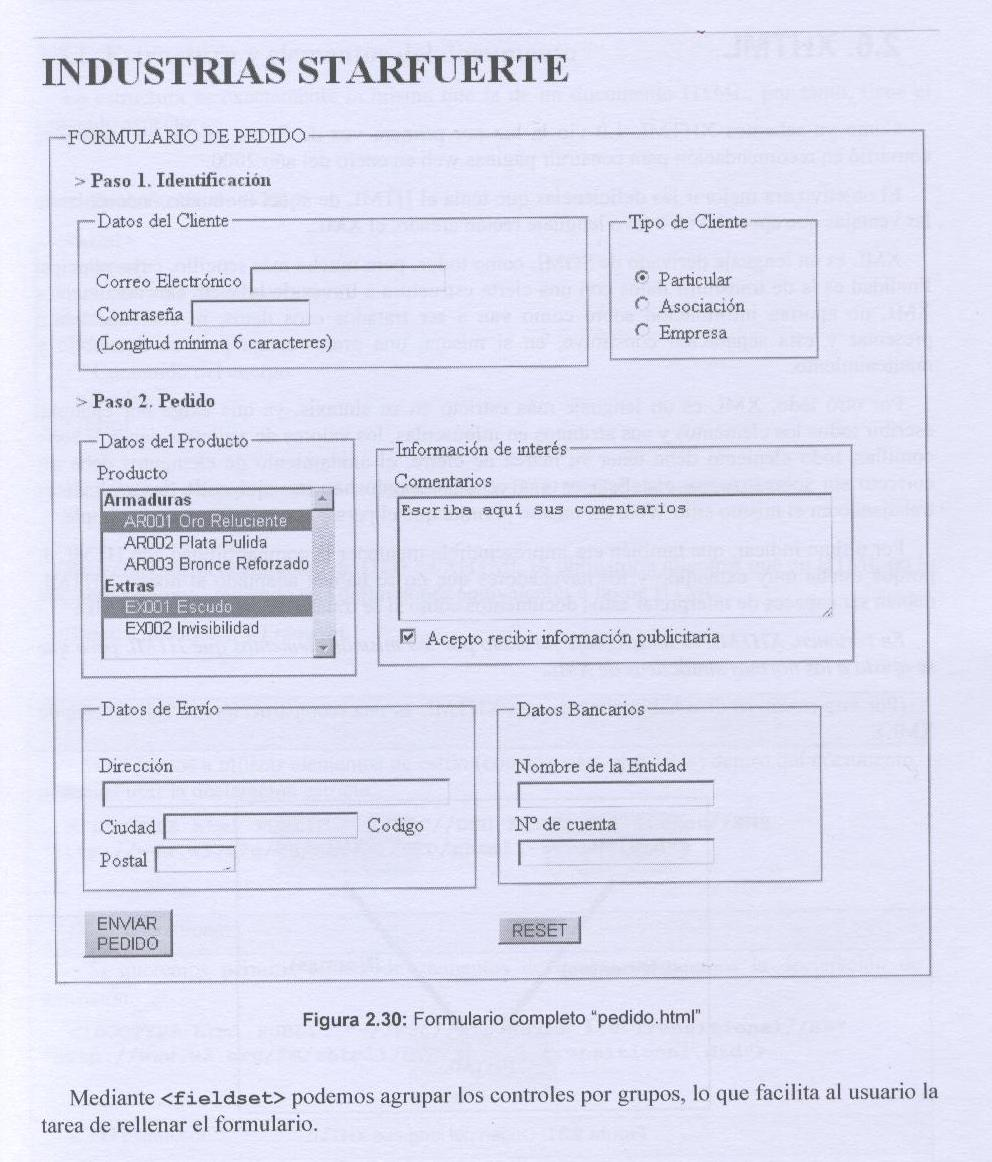 INDUSTRIAS STARFUERTE
FORMULARIO DE PEDIDO
> Paso 1. Identificación
Datos del Cliente
Correo Electrónico
Contraseña
(Longitud mínima 6 caracteres)
Tipo de Cliente
Particular
Asociación
Empresa
> Paso 2. Pedido
Datos del Producto
Producto
Armaduras
AR001 Oro Reluciente
AR002 Plata Pulida
AR003 Bronce Reforzado
Extras
EX001 Escudo
EX002 Invisibilidad
Información de interés
Comentarios
Escriba aquí sus comentarios
Acepto recibir información publicitaria
Datos de Envío
Dirección
Ciudad Codigo
Postal
Datos Bancarios
Nombre de la Entidad
Nº de cuenta
ENVIAR
PEDIDO
RESET
Figura 2.30: Formulario completo “pedido.html”
Mediante <fieldset> podemos agrupar los controles por grupos, lo que facilita al usuario la
tarea de rellenar el formulario.